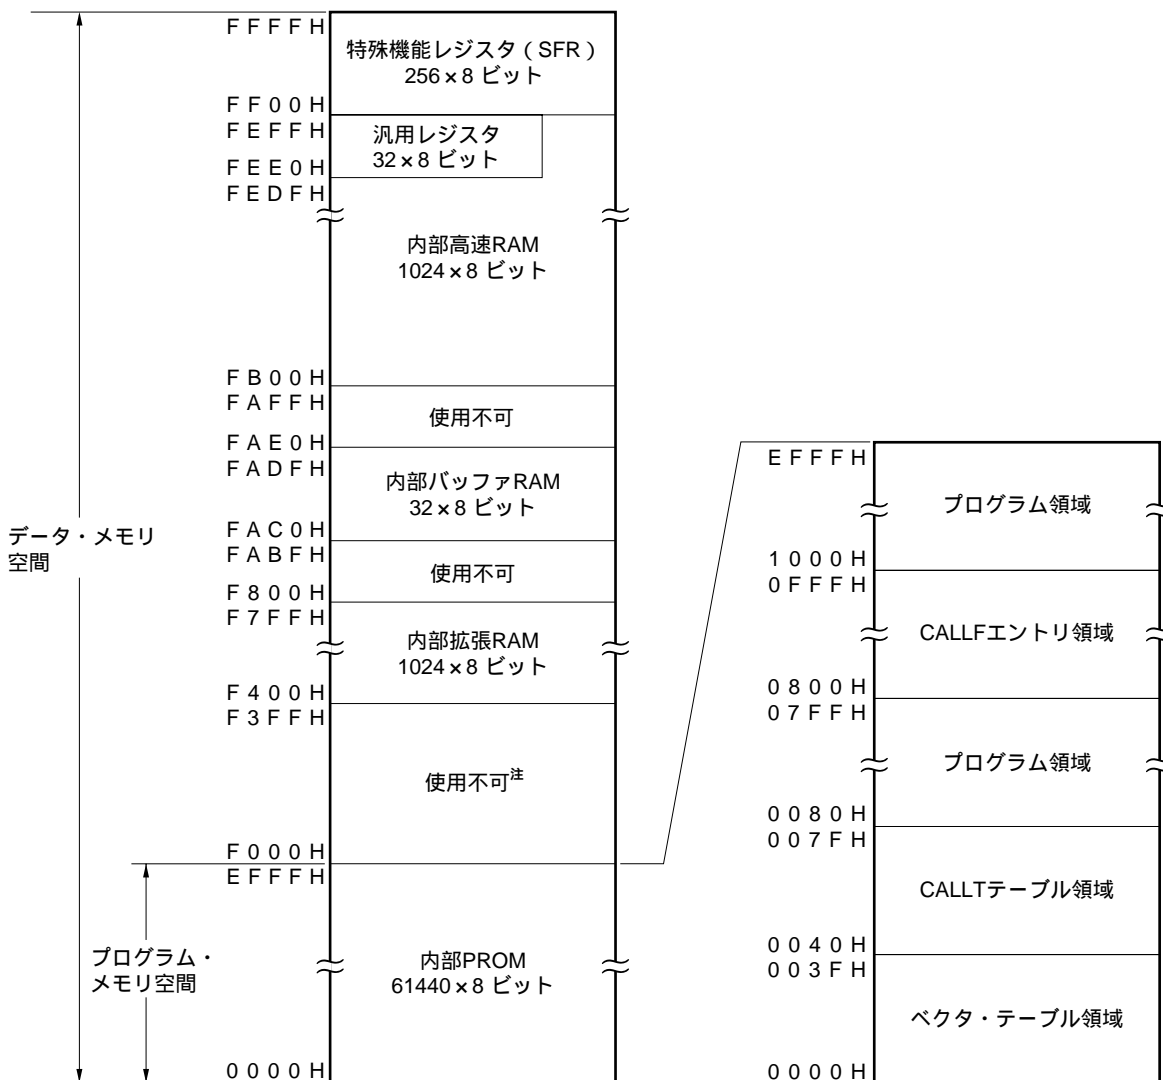 FFFFH
特殊機能レジスタ(SFR)
256×8 ビット
FF00H
FEFFH
汎用レジスタ
32×8 ビット
FEE0H
FEDFH
内部高速RAM
1024×8 ビット
FB00H
FAFFH
使用不可
FAE0H
FADFH
内部バッファRAM
32×8 ビット
FAC0H
FABFH
使用不可
F800H
F7FFH
内部拡張RAM
1024×8 ビット
F400H
F3FFH
使用不可注
F000H
EFFFH
内部PROM
61440×8 ビット
0000H
データ・メモリ
空間
プログラム・
メモリ空間
EFFFH
プログラム領域
1000H
0FFFH
CALLFエントリ領域
0800H
07FFH
プログラム領域
0080H
007FH
CALLTテーブル領域
0040H
003FH
ベクタ・テーブル領域
0000H